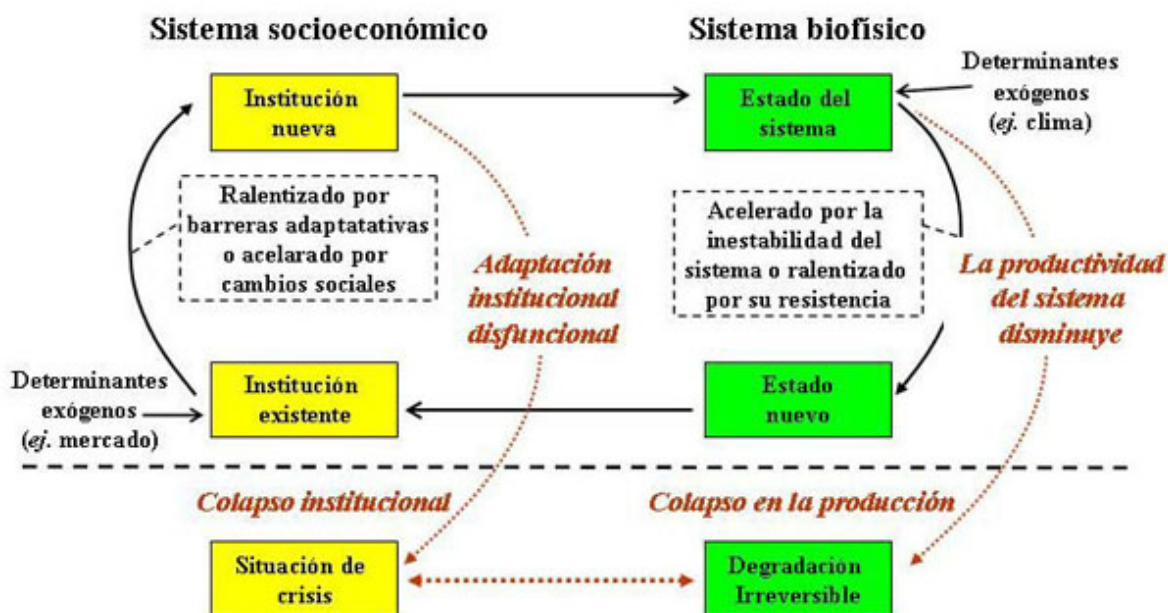 Sistema socioeconómico
Sistema biofísico
Institución
nueva
Estado del
sistema
Determinantes
exógenos
(ej. clima)
Ralentizado por
barreras adaptatativas
o acelarado por
cambios sociales
Adaptación
institucional
disfuncional
Acelerado por la
inestabilidad del
sistema o ralentizado
por su resistencia
La productividad
del sistema
disminuye
Determinantes
exógenos
(ej. mercado)
Institución
existente
Estado
nuevo
Colapso institucional
Colapso en la producción
Situación de
crisis
Degradación
Irreversible